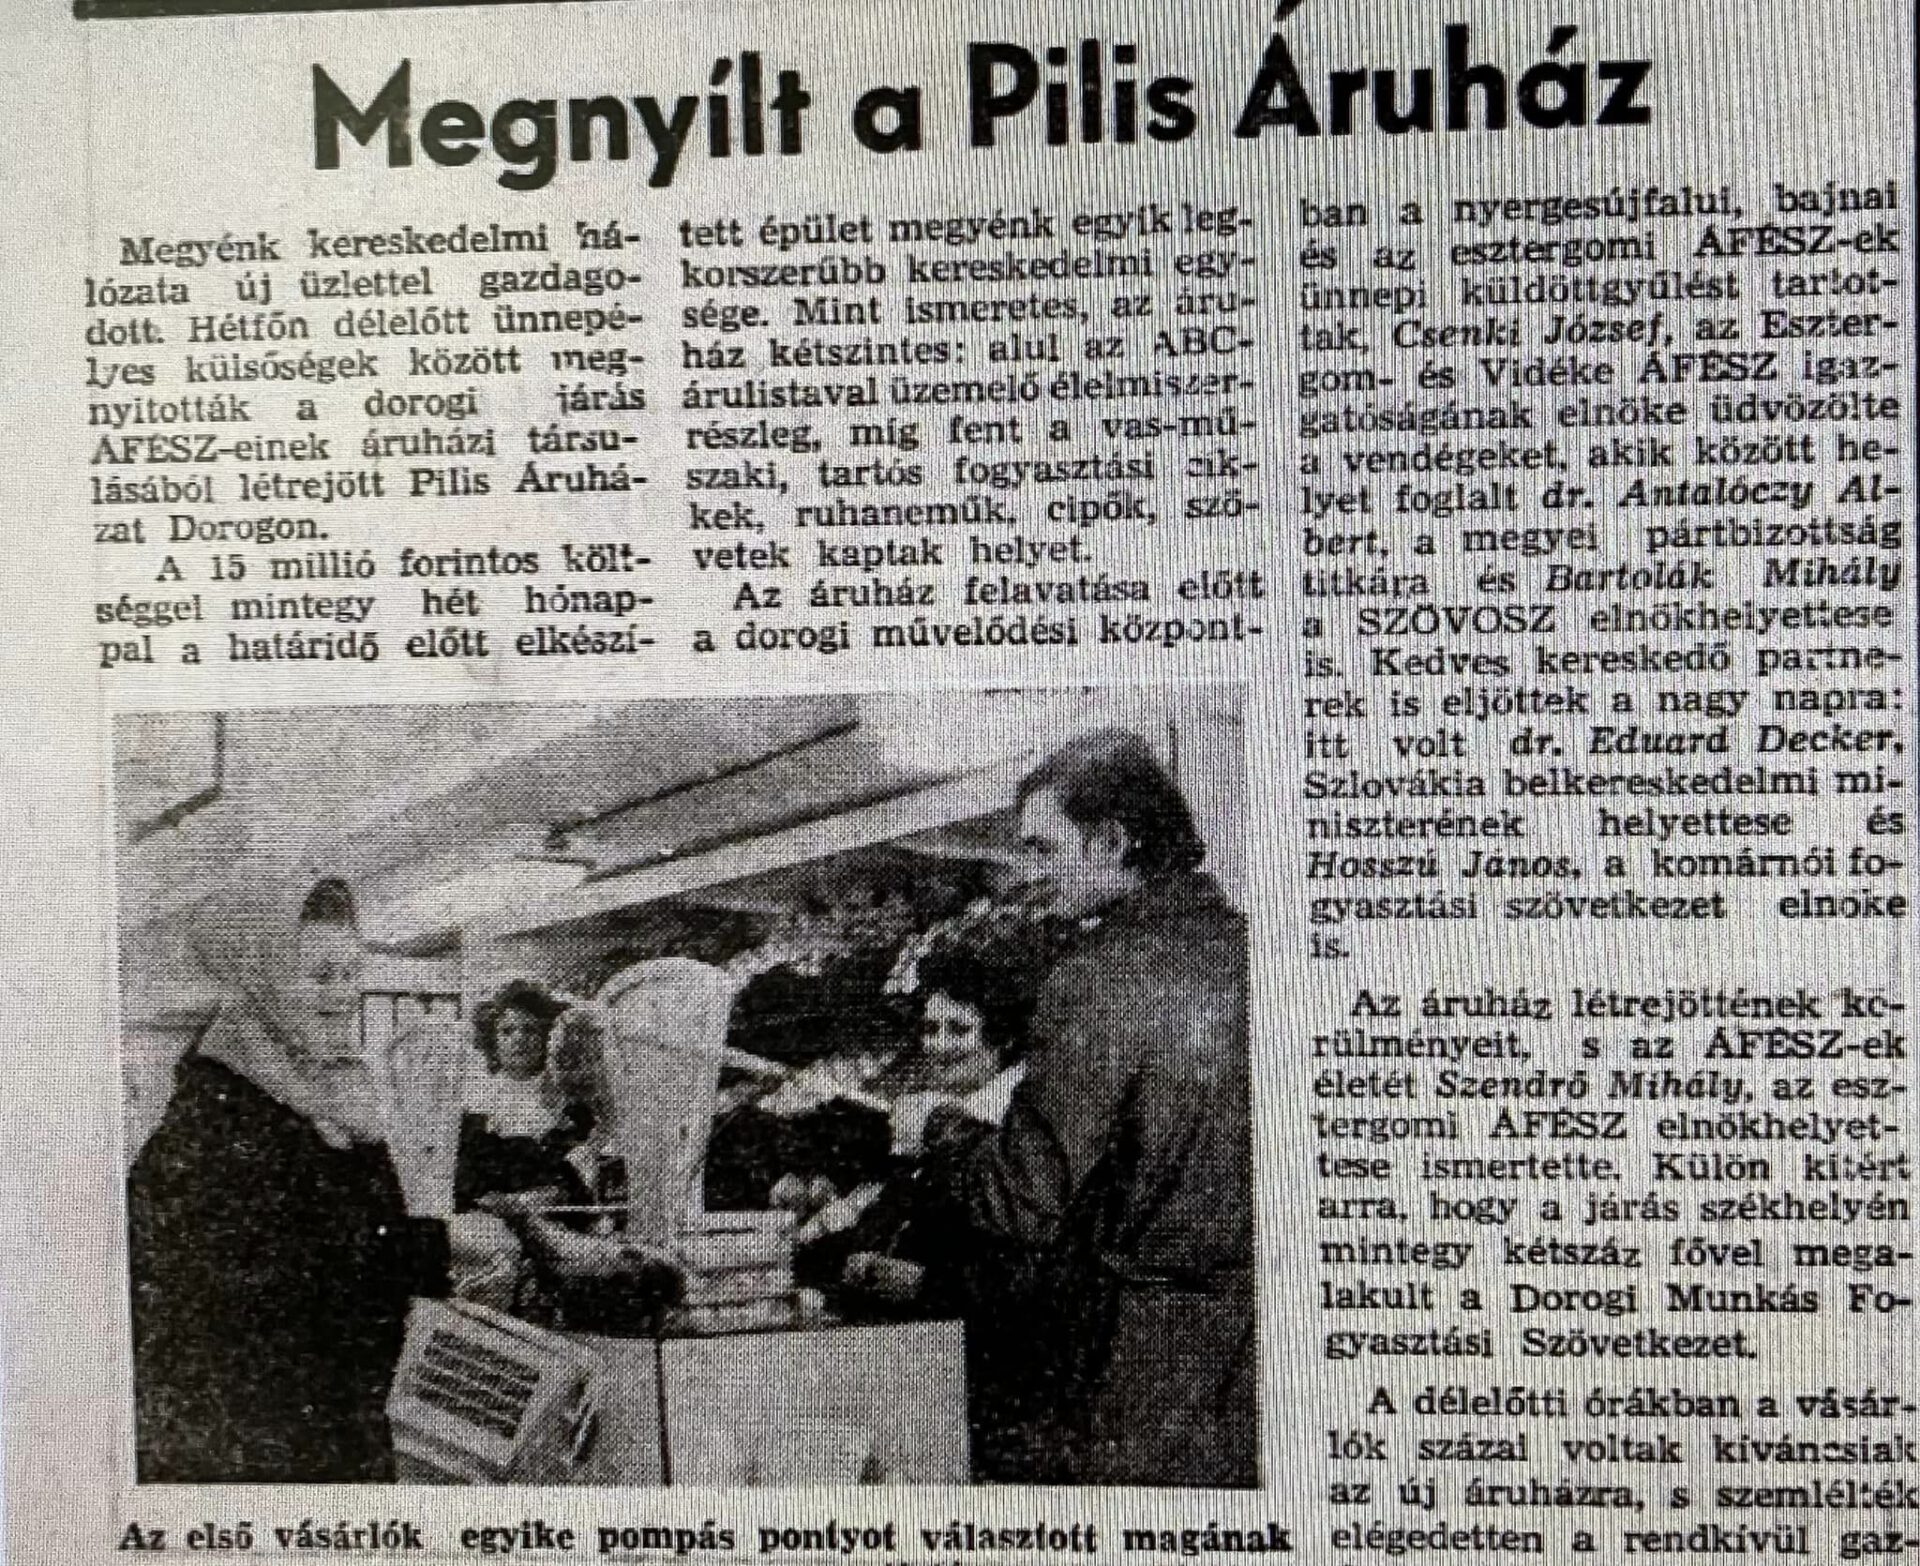 Megnyílt a Pilis Áruház
Megyénk kereskedelmi há-
lózata új üzlettel gazdago-
dott. Hétfőn délelőtt ünnepé-
lyes külsőségek között meg-
nyitották a dorogi járás
ÁFÉSZ-einek áruházi társu-
lásából létrejött Pilis Áruhá-
zat Dorogon.
A 15 millió forintos költ-
séggel mintegy hét hónap-
pal a határidő előtt elkészí-
tett épület megyénk egyik leg-
korszerűbb kereskedelmi egy-
sége. Mint ismeretes, az áru-
ház kétszintes: alul az ABC-
árulistával üzemelő élelmiszer-
részleg, míg fent a vas-mű-
szaki, tartós fogyasztási cik-
kek, ruhaneműk, cipők, szö-
vetek kaptak helyet.
Az áruház felavatása előtt
a dorogi művelődési központ-
ban a nyergesújfalui, bajnai
és az esztergomi ÁFÉSZ-ek
ünnepi küldöttgyűlést tartot-
tak, Csenki József, az Eszter-
gom- és Vidéke ÁFÉSZ igaz-
gatóságának elnöke üdvözölte
a vendégeket, akik között he-
lyet foglalt dr. Antalóczy Al-
bert, a megyei pártbizottság
titkára és Bartolák Mihály
a SZÖVOSZ elnökhelyettese
is. Kedves kereskedő partne-
rek is eljöttek a nagy napra:
itt volt dr. Eduard Decker,
Szlovákia belkereskedelmi mi-
niszterének helyettese és
Hosszú János, a komárnói fo-
gyasztási szövetkezet elnöke
is.
Az áruház létrejöttének kö-
rülményeit, s az ÁFÉSZ-ek
életét Szendrő Mihály, az esz-
tergomi ÁFÉSZ elnökhelyet-
tese ismertette. Külön kitért
arra, hogy a járás székhelyén
mintegy kétszáz fővel mega-
lakult a Dorogi Munkás Fo-
gyasztási Szövetkezet.
A délelőtti órákban a vásár-
lók százai voltak kíváncsiak
az új áruházra, s szemlélték
elégedetten a rendkívül gaz-
Az első vásárlók egyike pompás pontyot választott magának